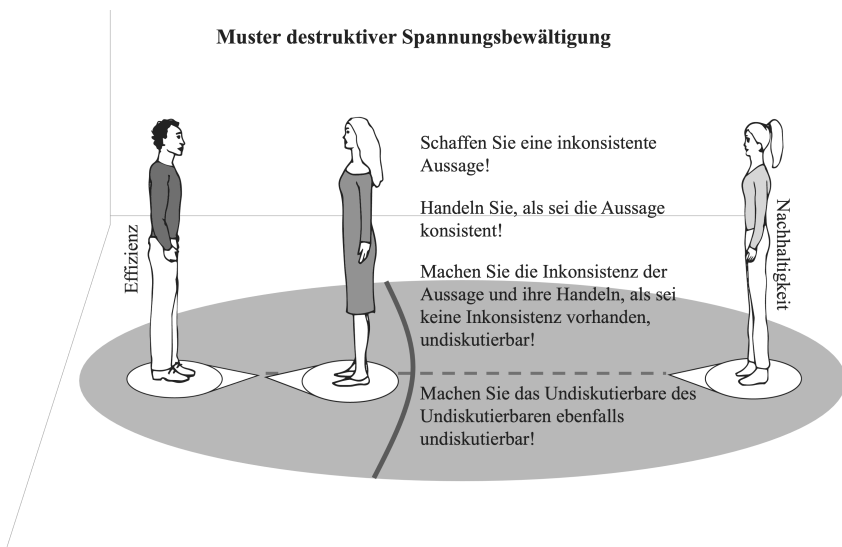 Muster destruktiver Spannungsbewältigung
Effizienz
Schaffen Sie eine inkonsistente
Aussage!
Handeln Sie, als sei die Aussage
konsistent!
Machen Sie die Inkonsistenz der
Aussage und ihre Handeln, als sei
keine Inkonsistenz vorhanden,
undiskutierbar!
Machen Sie das Undiskutierbare des
Undiskutierbaren ebenfalls
undiskutierbar!
Nachhaltigkeit